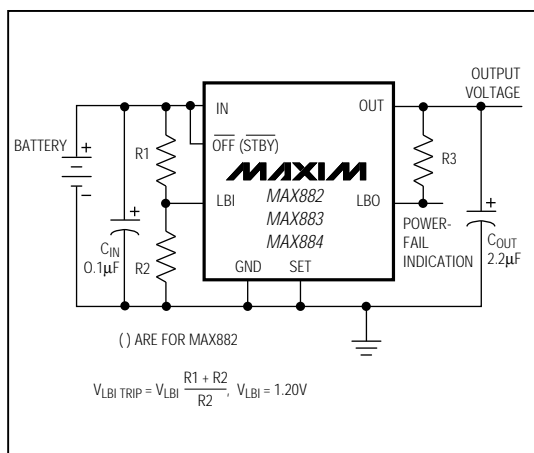 OUTPUT
VOLTAGE
IN
OUT
BATTERY
+
−
R1
OFF (STBY)
R3
MAXIM
LBI
MAX882
LBO
MAX883
MAX884
+
CIN
0.1µF
R2
POWER-
FAIL
INDICATION
+
COUT
2.2µF
GND
SET
( ) ARE FOR MAX882
VLBI TRIP = VLBI R1 + R2 / R2, VLBI = 1.20V